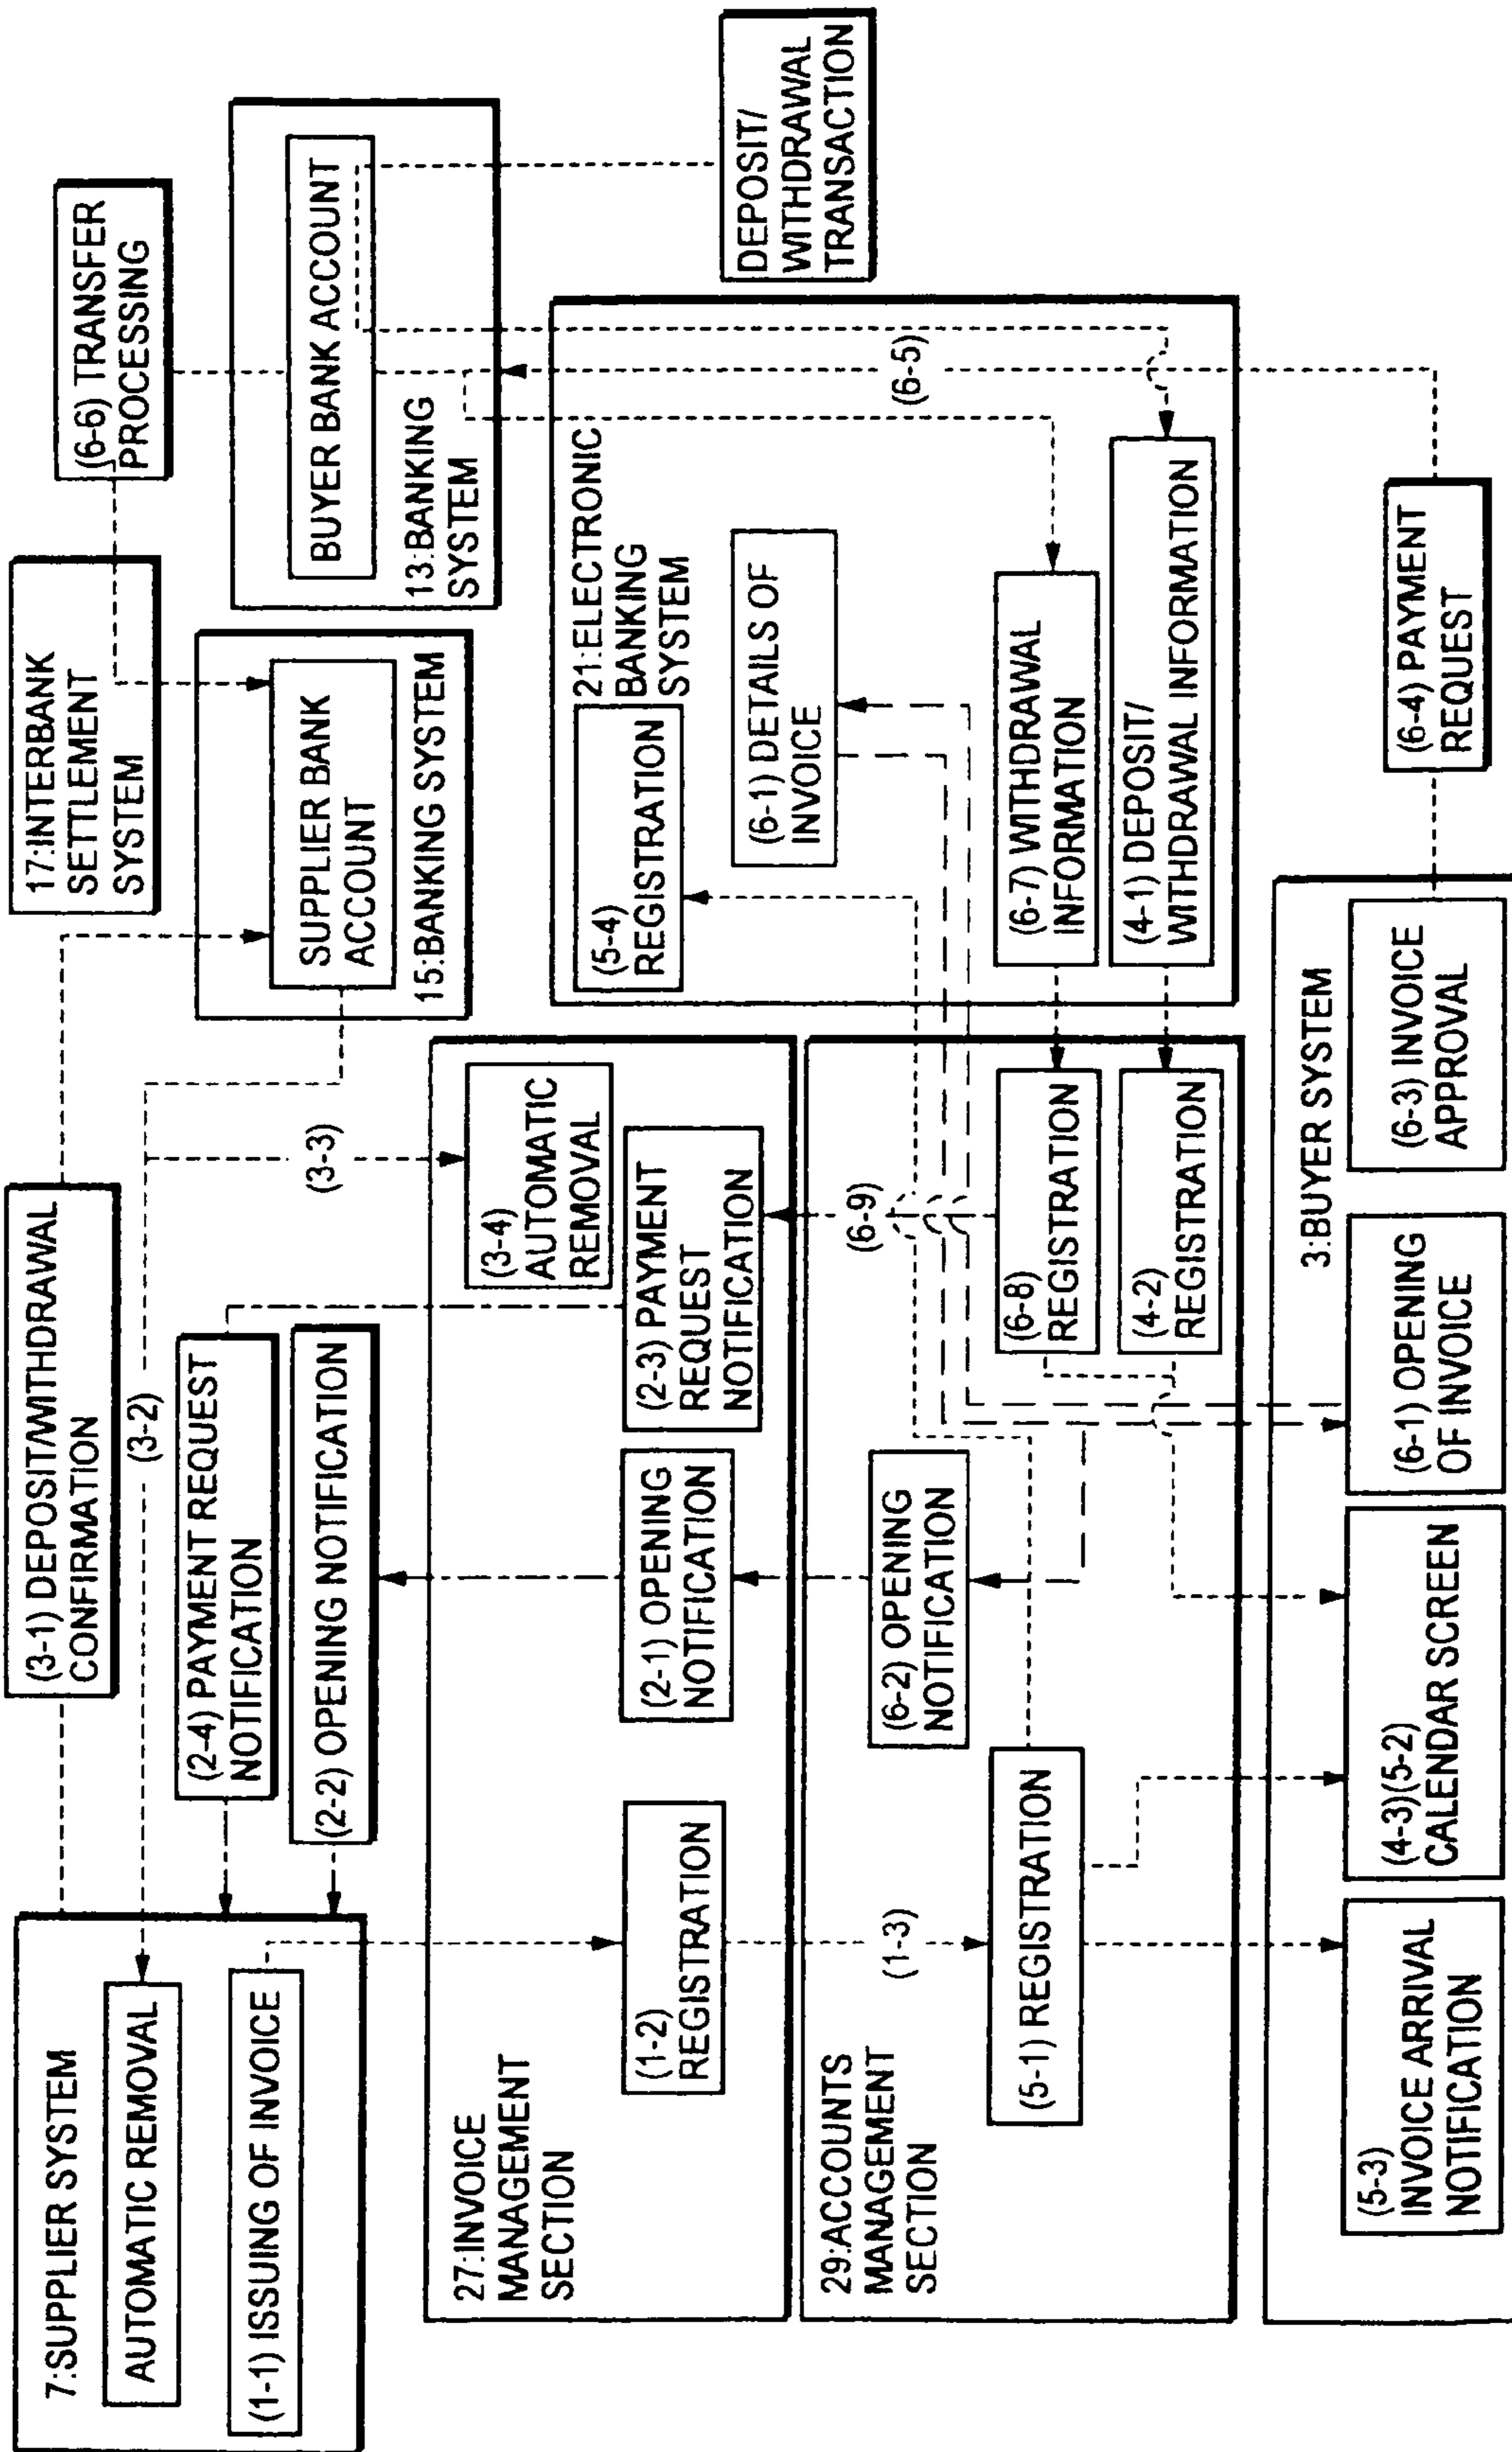 7:SUPPLIER SYSTEM
AUTOMATIC REMOVAL
(1-1) ISSUING OF INVOICE
(3-1) DEPOSIT/WITHDRAWAL
CONFIRMATION
(3-2)
(2-4) PAYMENT REQUEST
NOTIFICATION
(2-2) OPENING NOTIFICATION
(3-3)
17:INTERBANK
SETTLEMENT
SYSTEM
SUPPLIER BANK
ACCOUNT
15:BANKING SYSTEM
(6-6) TRANSFER
PROCESSING
BUYER BANK ACCOUNT
13:BANKING
SYSTEM
DEPOSIT/
WITHDRAWAL
TRANSACTION
27:INVOICE
MANAGEMENT
SECTION
(1-2)
REGISTRATION
(2-1) OPENING
NOTIFICATION
(2-3) PAYMENT
REQUEST
NOTIFICATION
(3-4)
AUTOMATIC
REMOVAL
21:ELECTRONIC
BANKING
SYSTEM
(5-4)
REGISTRATION
(6-1) DETAILS OF
INVOICE
(6-5)
(6-7) WITHDRAWAL
INFORMATION
(4-1) DEPOSIT/
WITHDRAWAL INFORMATION
29:ACCOUNTS
MANAGEMENT
SECTION
(1-3)
(5-1) REGISTRATION
(6-2) OPENING
NOTIFICATION
(6-9)
(6-8)
REGISTRATION
(4-2)
REGISTRATION
3:BUYER SYSTEM
(5-3)
INVOICE ARRIVAL
NOTIFICATION
(4-3)(5-2)
CALENDAR SCREEN
(6-1) OPENING
OF INVOICE
(6-3) INVOICE
APPROVAL
(6-4) PAYMENT
REQUEST